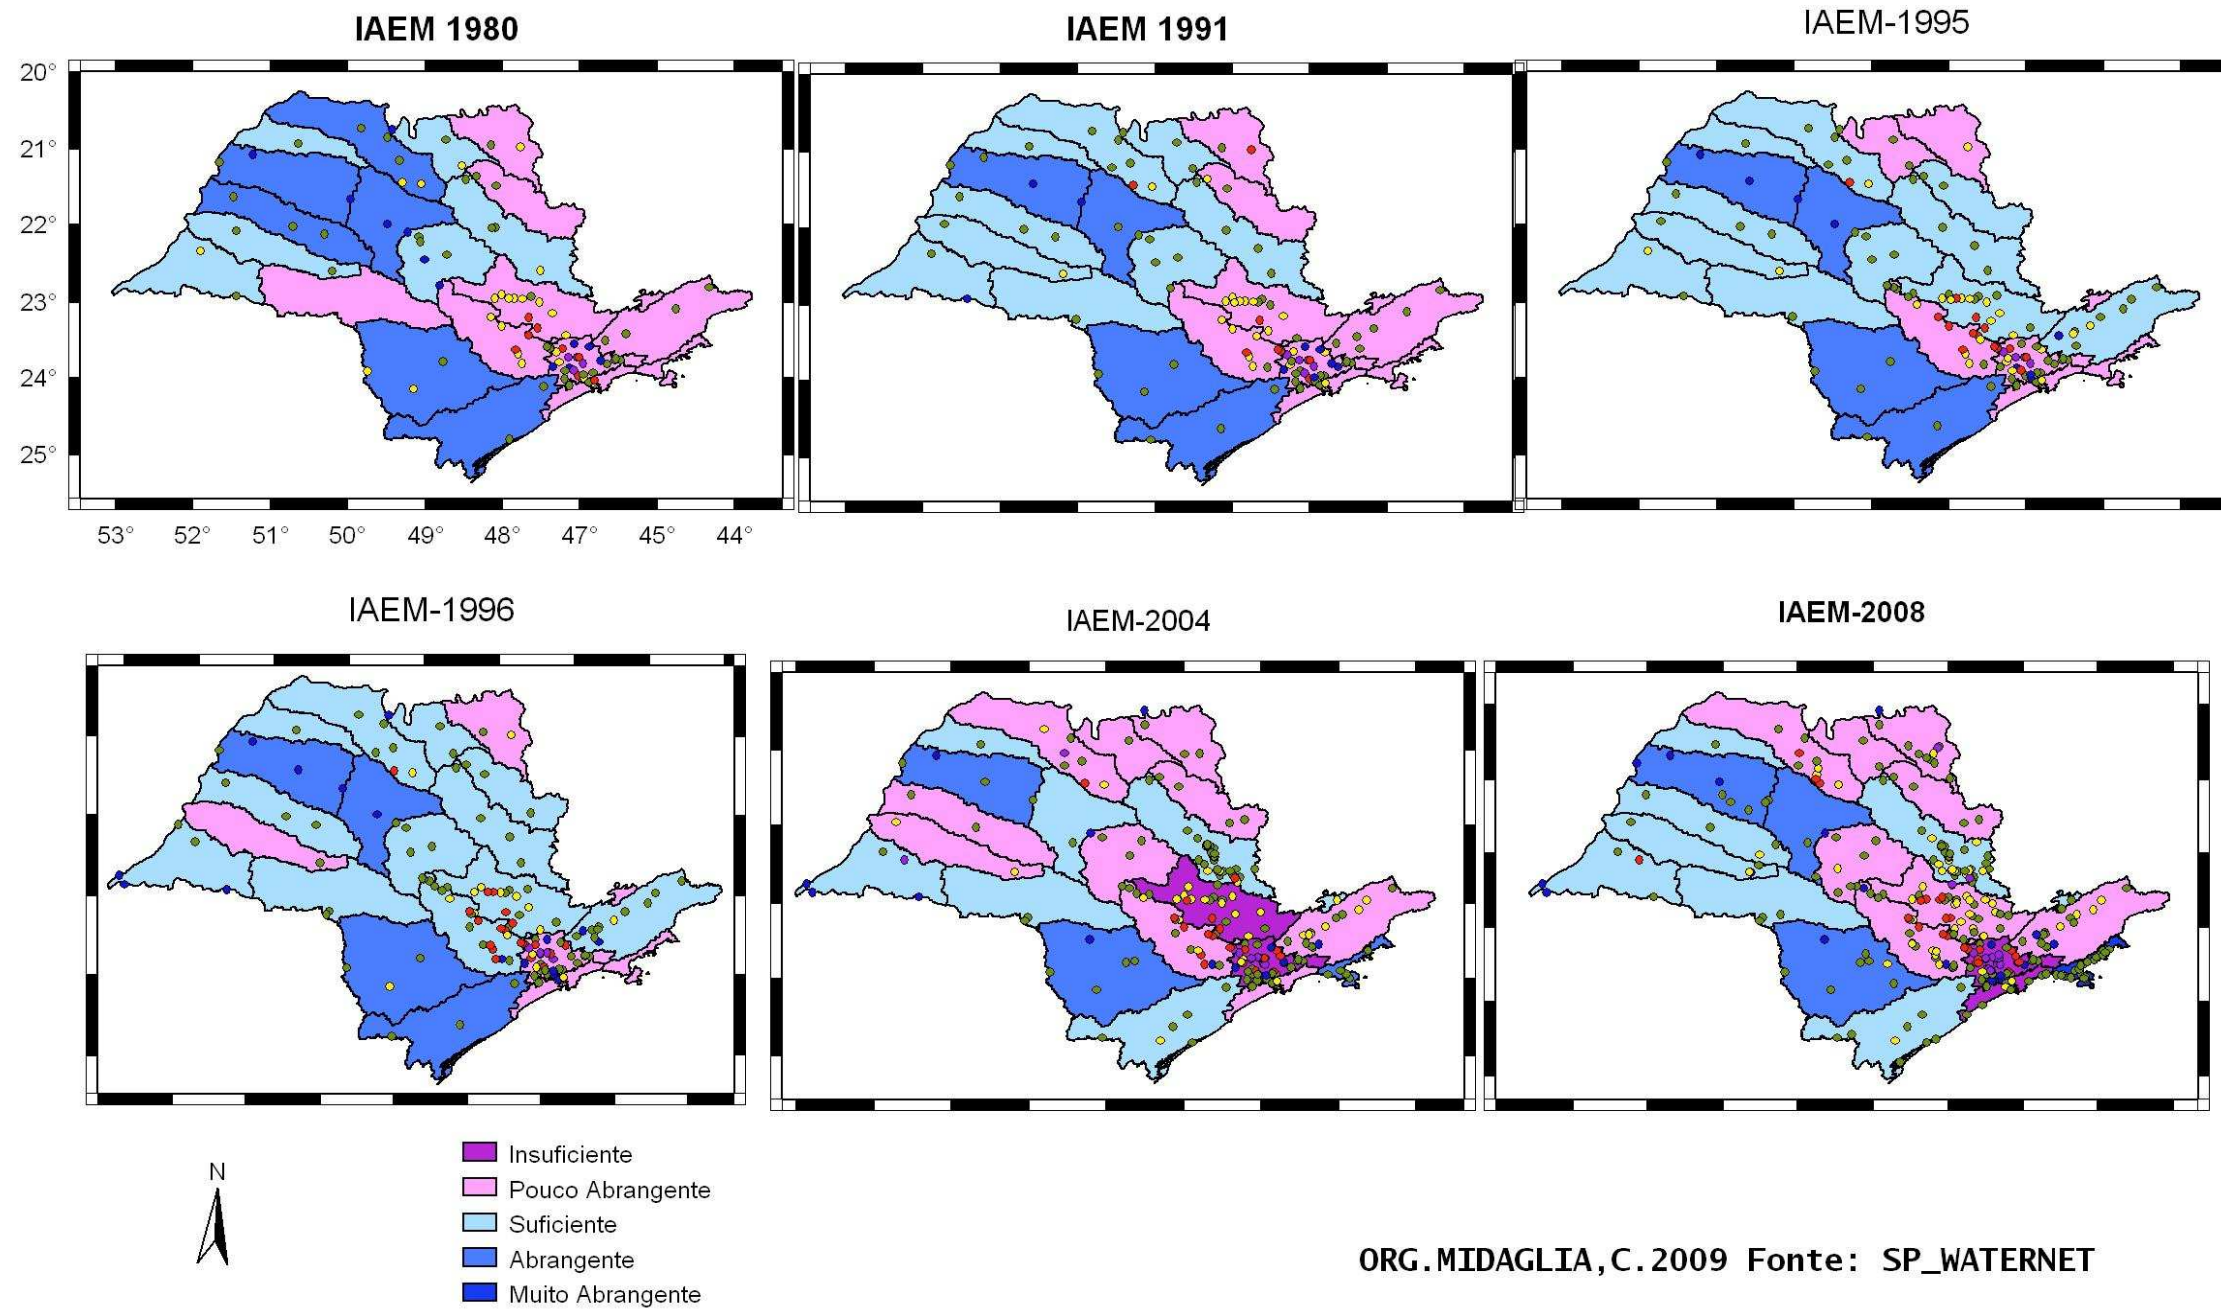 IAEM 1980
IAEM 1991
IAEM-1995
20°
21°
22°
23°
24°
25°
53° 52° 51° 50° 49° 48° 47° 45° 44°
IAEM-1996
IAEM-2004
IAEM-2008
N
Insuficiente
Pouco Abrangente
Suficiente
Abrangente
Muito Abrangente
ORG.MIDAGLIA,C.2009 Fonte: SP_WATERNET